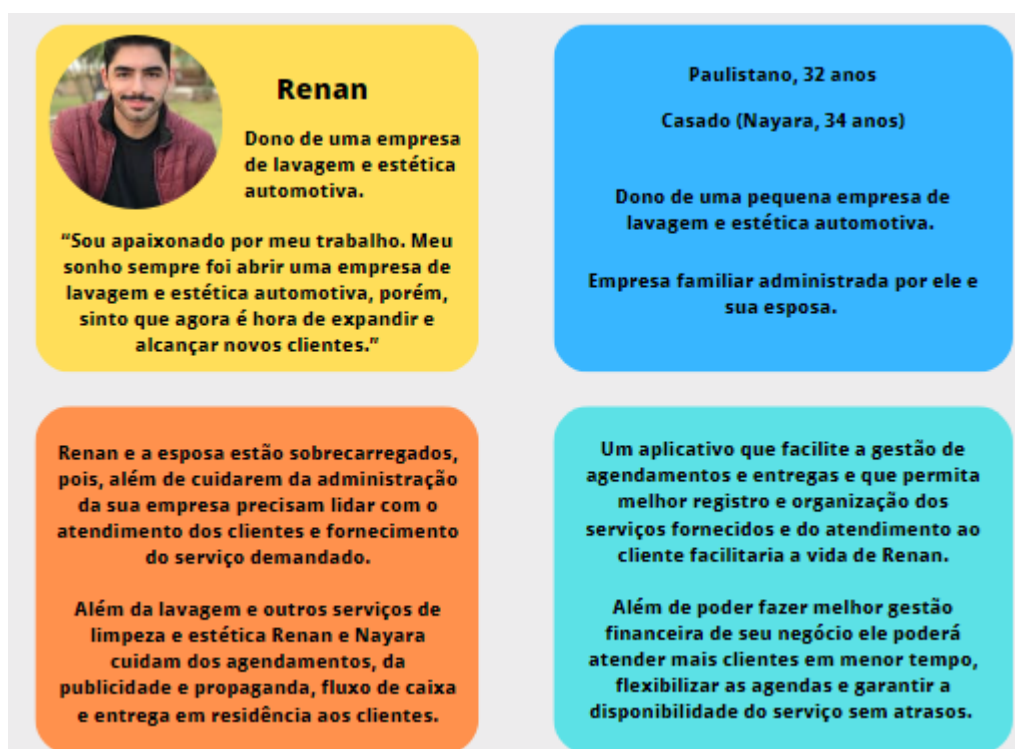 Renan
Dono de uma empresa
de lavagem e estética
automotiva.
“Sou apaixonado por meu trabalho. Meu
sonho sempre foi abrir uma empresa de
lavagem e estética automotiva, porém,
sinto que agora é hora de expandir e
alcançar novos clientes.”
Paulistano, 32 anos
Casado (Nayara, 34 anos)
Dono de uma pequena empresa de
lavagem e estética automotiva.
Empresa familiar administrada por ele e
sua esposa.
Renan e a esposa estão sobrecarregados,
pois, além de cuidarem da administração
da sua empresa precisam lidar com o
atendimento dos clientes e fornecimento
do serviço demandado.
Além da lavagem e outros serviços de
limpeza e estética Renan e Nayara
cuidam dos agendamentos, da
publicidade e propaganda, fluxo de caixa
e entrega em residência aos clientes.
Um aplicativo que facilite a gestão de
agendamentos e entregas e que permita
melhor registro e organização dos
serviços fornecidos e do atendimento ao
cliente facilitaria a vida de Renan.
Além de poder fazer melhor gestão
financeira de seu negócio ele poderá
atender mais clientes em menor tempo,
flexibilizar as agendas e garantir a
disponibilidade do serviço sem atrasos.